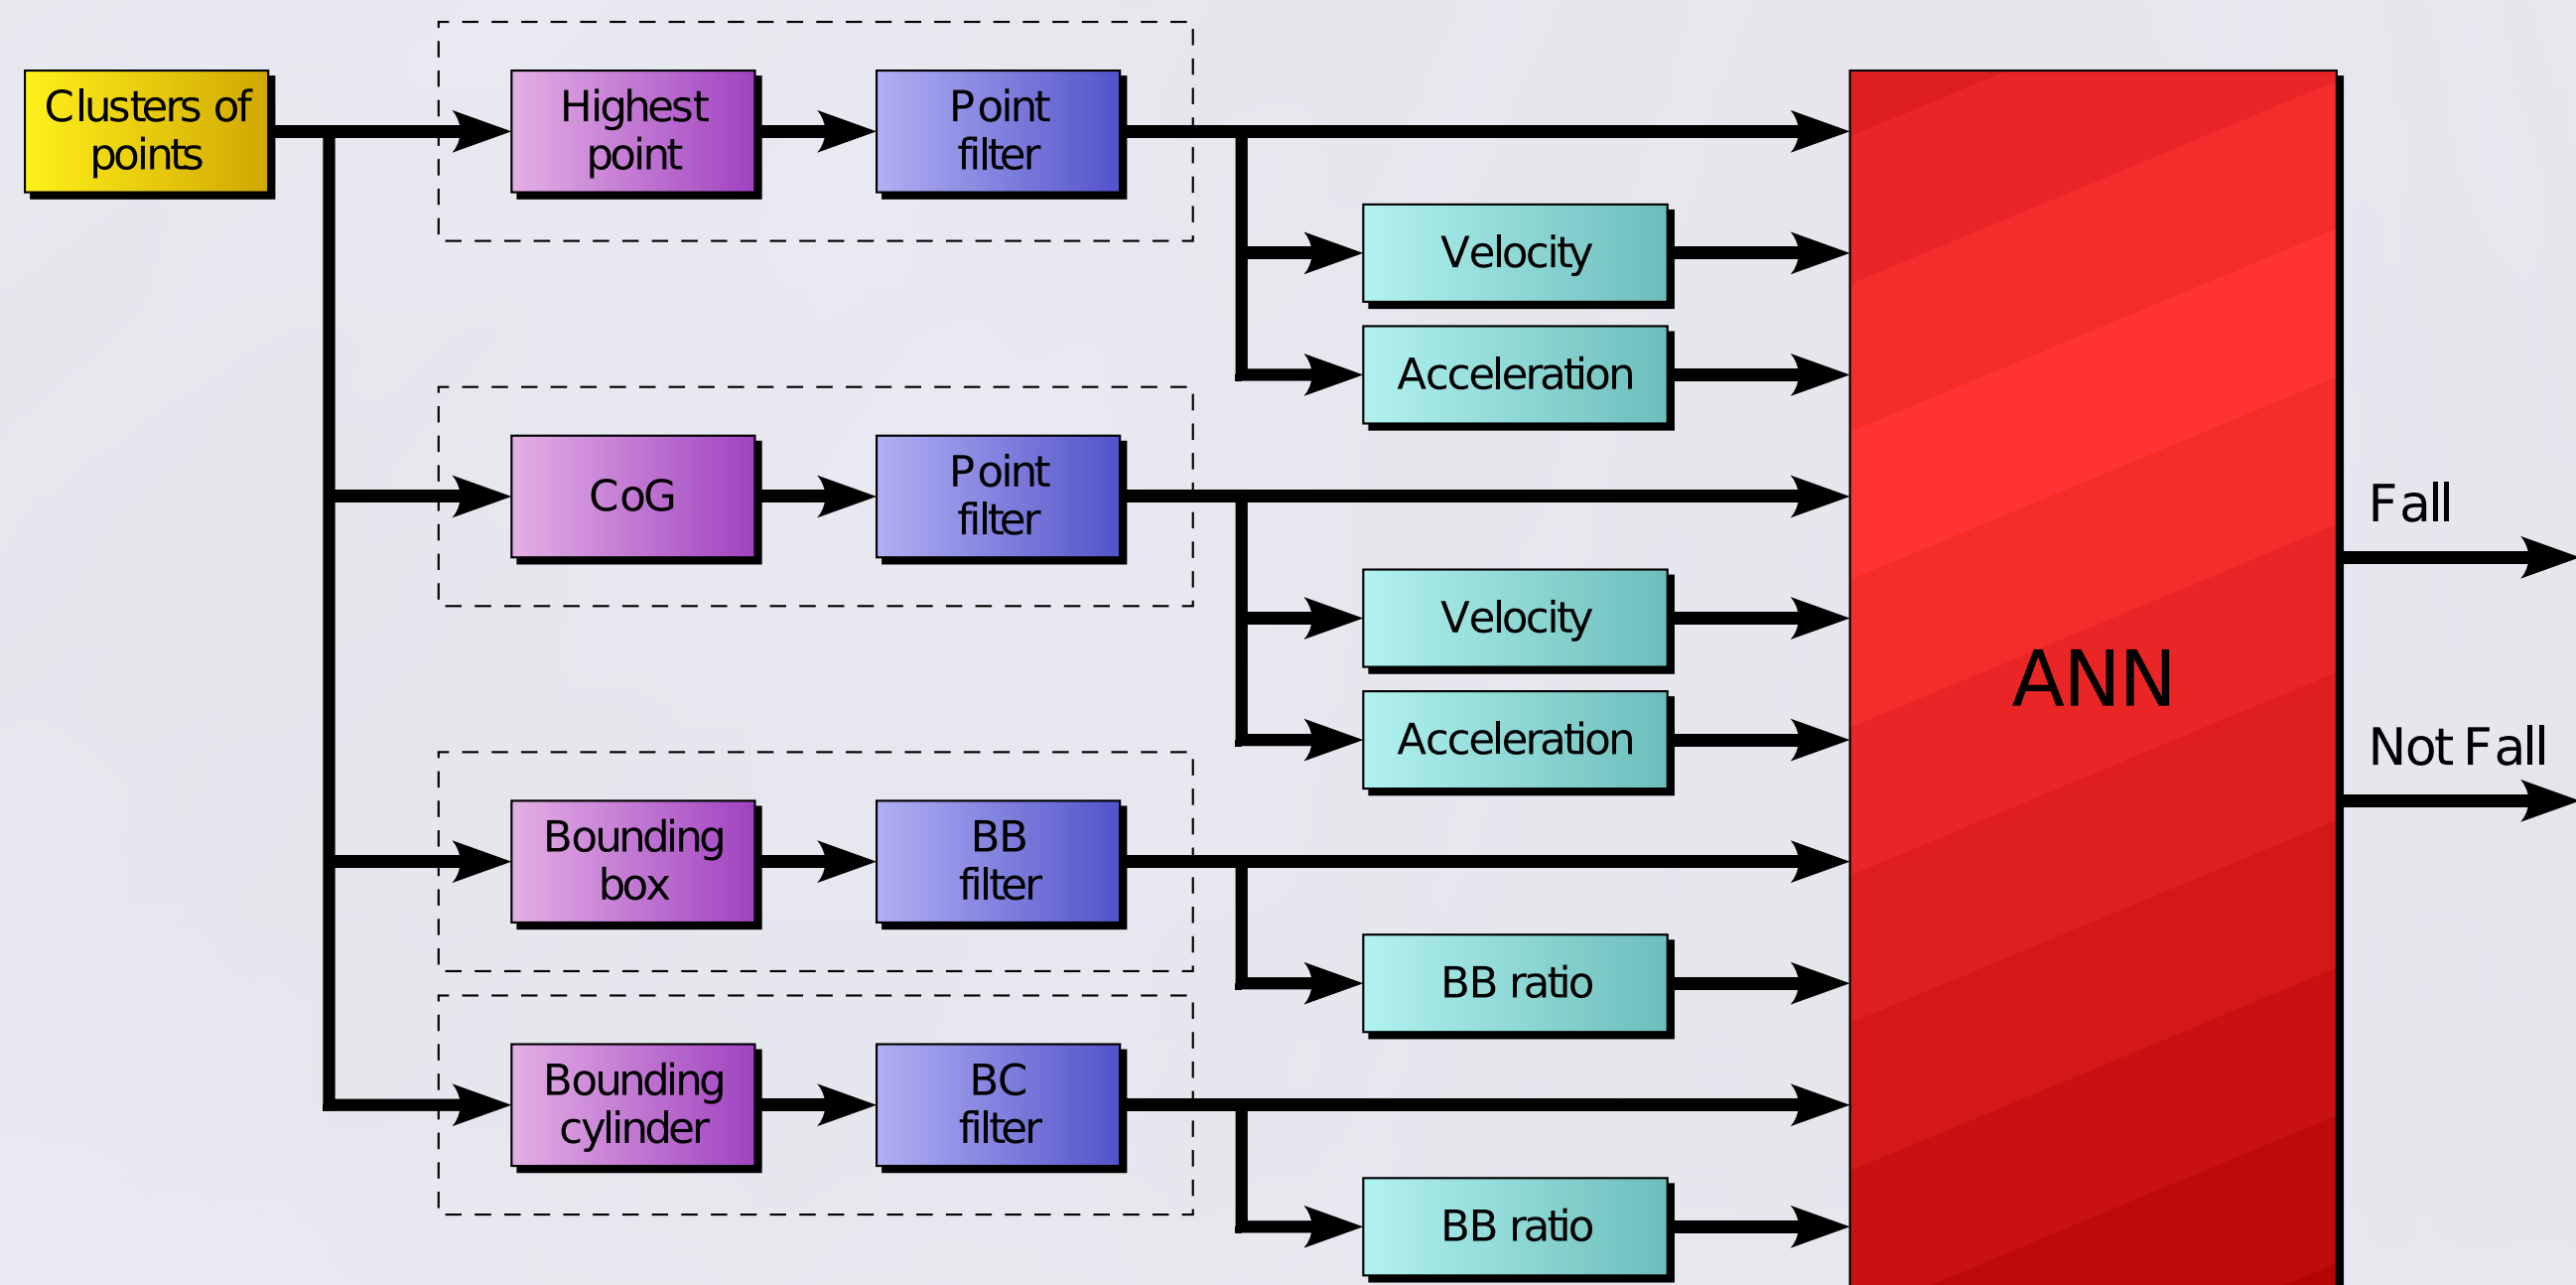 Clusters of
points
Highest
point
Point
filter
Velocity
Acceleration
CoG
Point
filter
Velocity
Acceleration
Bounding
box
BB
filter
BB ratio
Bounding
cylinder
BC
filter
BB ratio
ANN
Fall
Not Fall